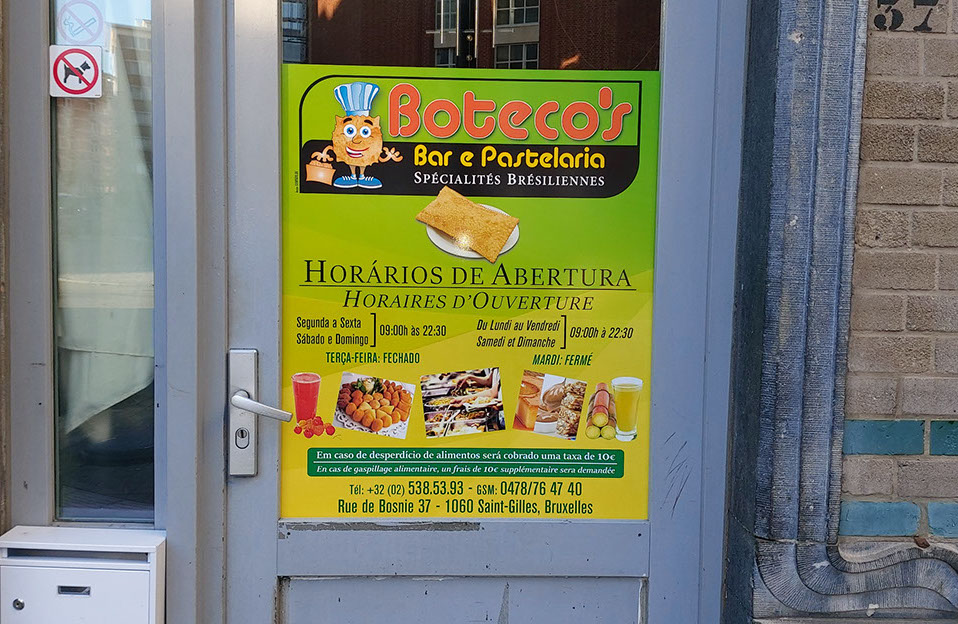 37
Boteco's
Bar e Pastelaria
Spécialités Brésiliennes
Horários de Abertura
Horaires d'Ouverture
Segunda a Sexta
Sábado e Domingo
09:00h às 22:30
Du Lundi au Vendredi
Samedi et Dimanche
09:00h à 22:30
TERÇA-FEIRA: FECHADO
MARDI: FERMÉ
Em caso de desperdício de alimentos será cobrado uma taxa de 10€
En cas de gaspillage alimentaire, un frais de 10€ supplémentaire sera demandée
Tél: +32 (02) 538.53.93 - GSM: 0478/76 47 40
Rue de Bosnie 37 - 1060 Saint-Gilles, Bruxelles